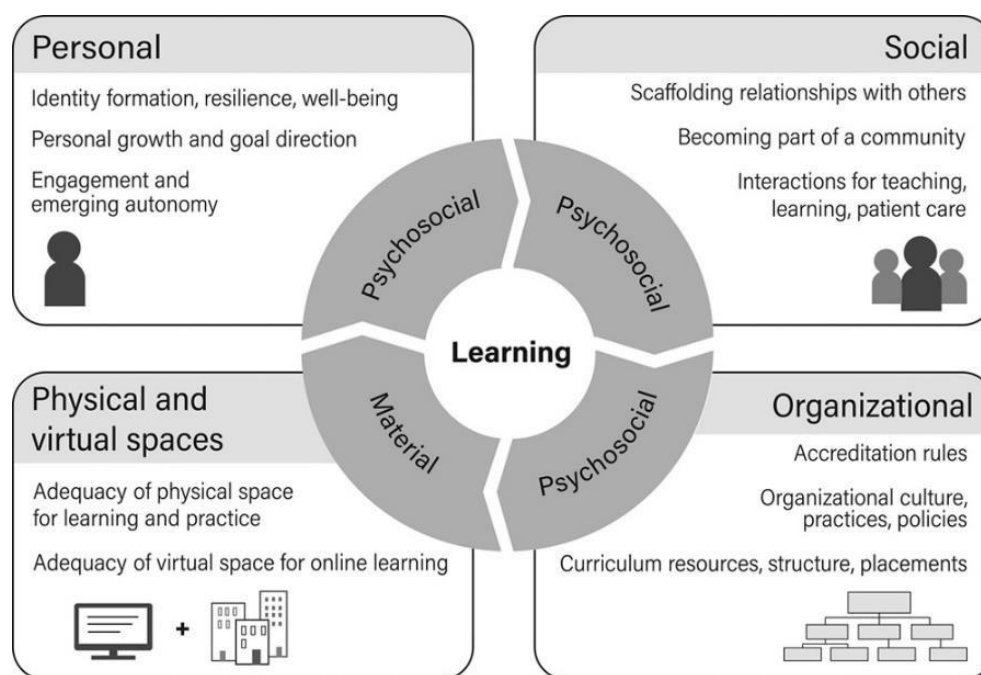 Personal
Identity formation, resilience, well-being
Personal growth and goal direction
Engagement and
emerging autonomy
Social
Scaffolding relationships with others
Becoming part of a community
Interactions for teaching,
learning, patient care
Psychosocial
Psychosocial
Learning
Material
Psychosocial
Physical and
virtual spaces
Adequacy of physical space
for learning and practice
Adequacy of virtual space for online learning
+
Organizational
Accreditation rules
Organizational culture,
practices, policies
Curriculum resources, structure, placements